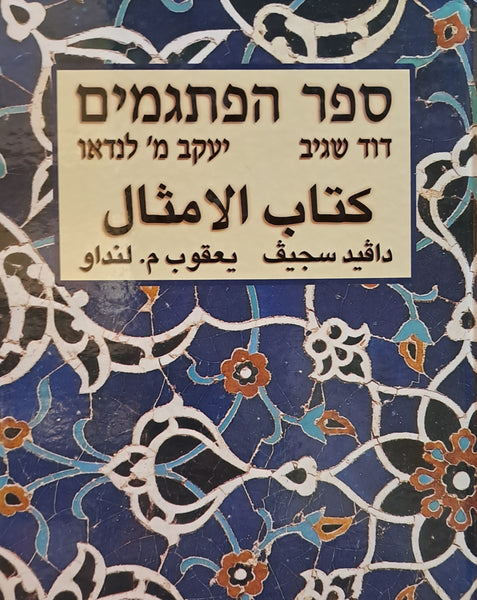 ספר הפתגמים
דוד שגיב יעקב מ׳ לנדאו
كتاب الامثال
داڤيد سجيڤ يعقوب م. لنداو